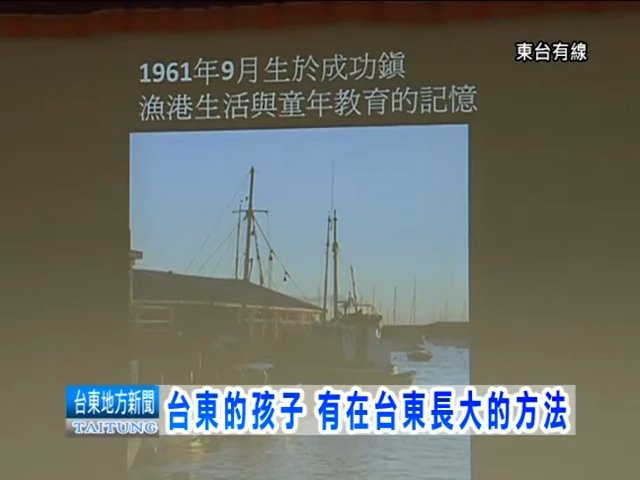 東台有線
1961年9月生於成功鎮
漁港生活與童年教育的記憶
台東地方新聞
TAITUNG
台東的孩子 有在台東長大的方法